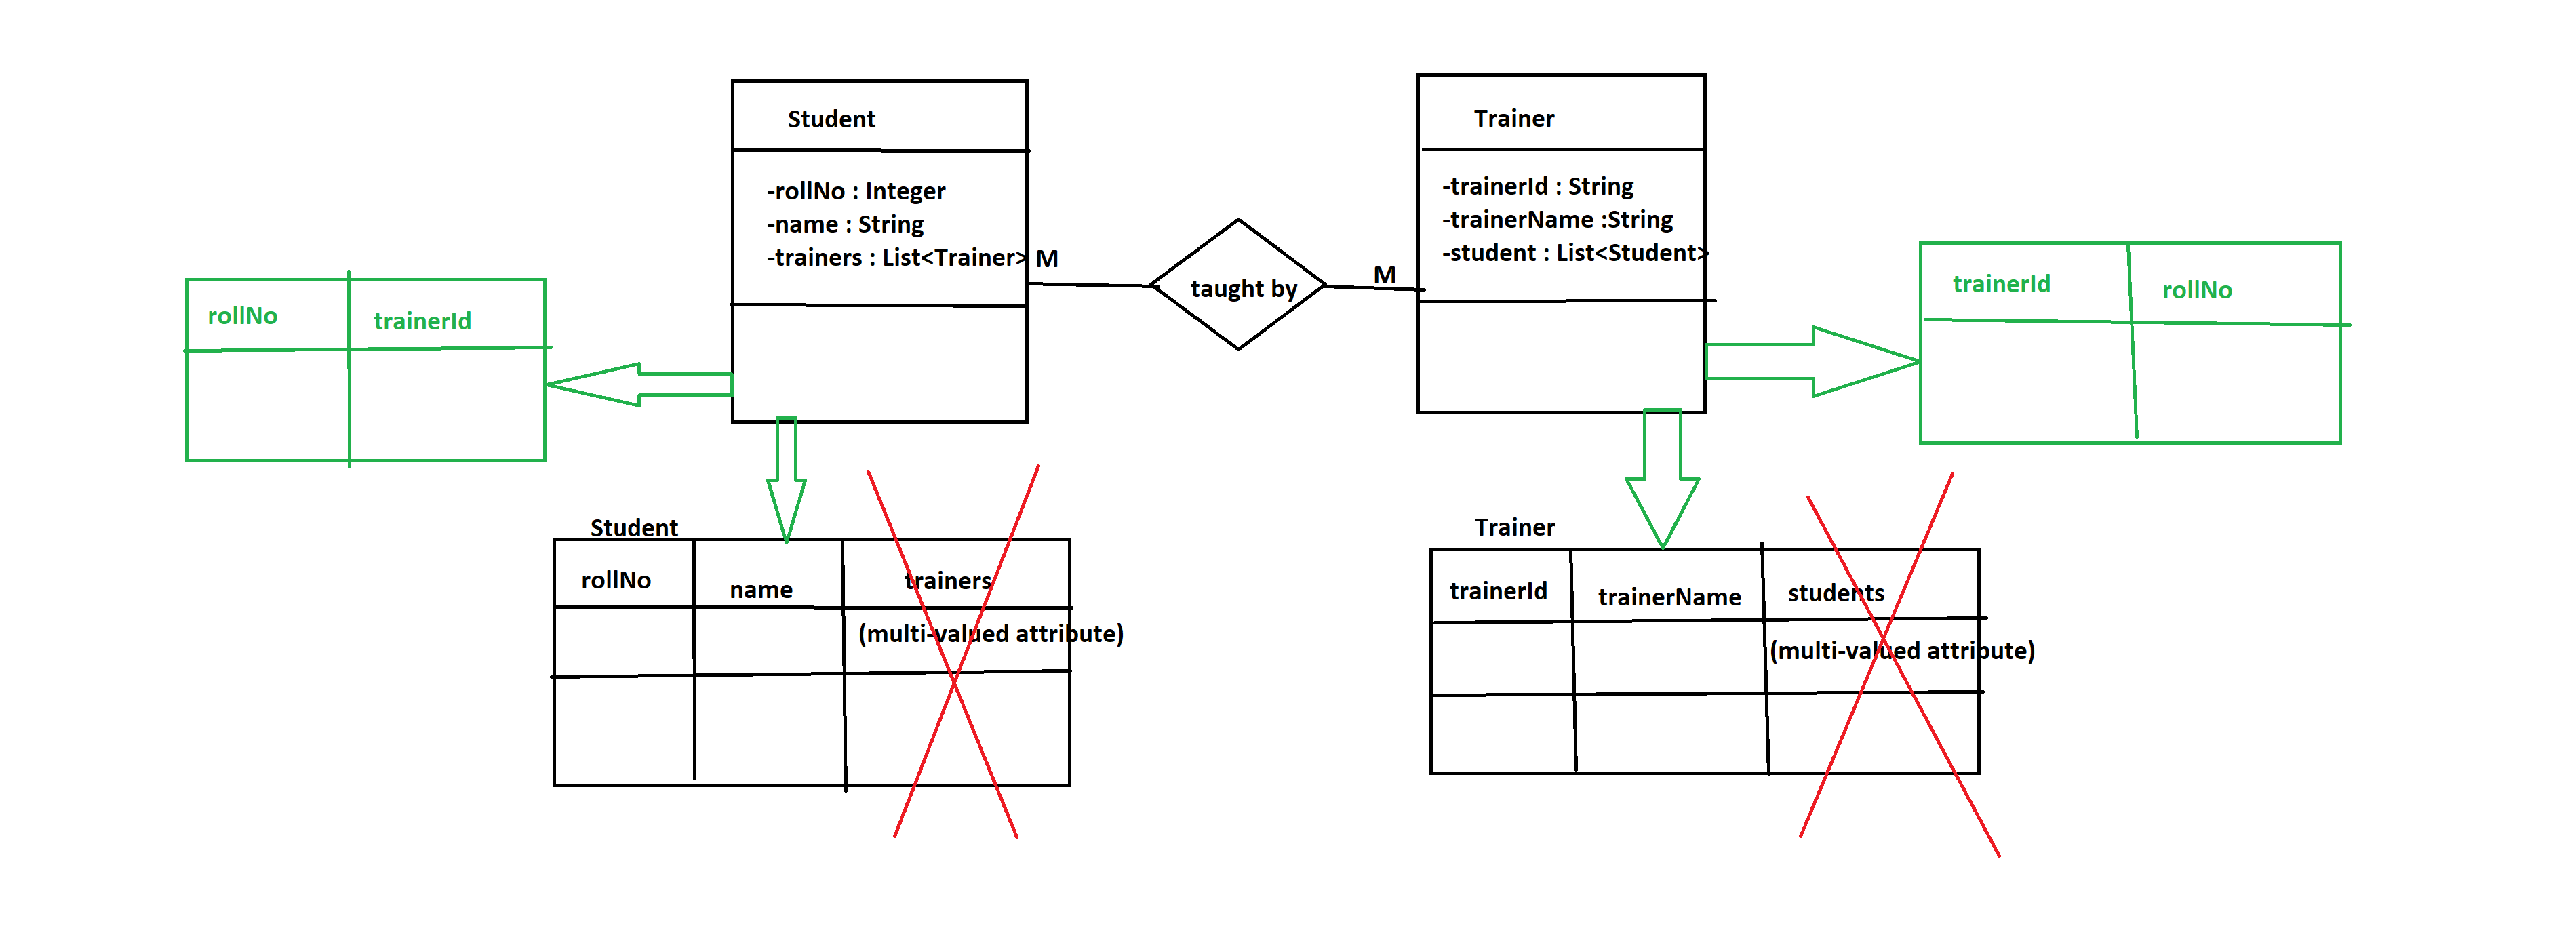 Student
-rollNo : Integer
-name : String
-trainers : List<Trainer>
M
taught by
M
Trainer
-trainerId : String
-trainerName :String
-student : List<Student>
rollNo
trainerId
trainerId
rollNo
Student
rollNo
name
trainers
(multi-valued attribute)
Trainer
trainerId
trainerName
students
(multi-valued attribute)